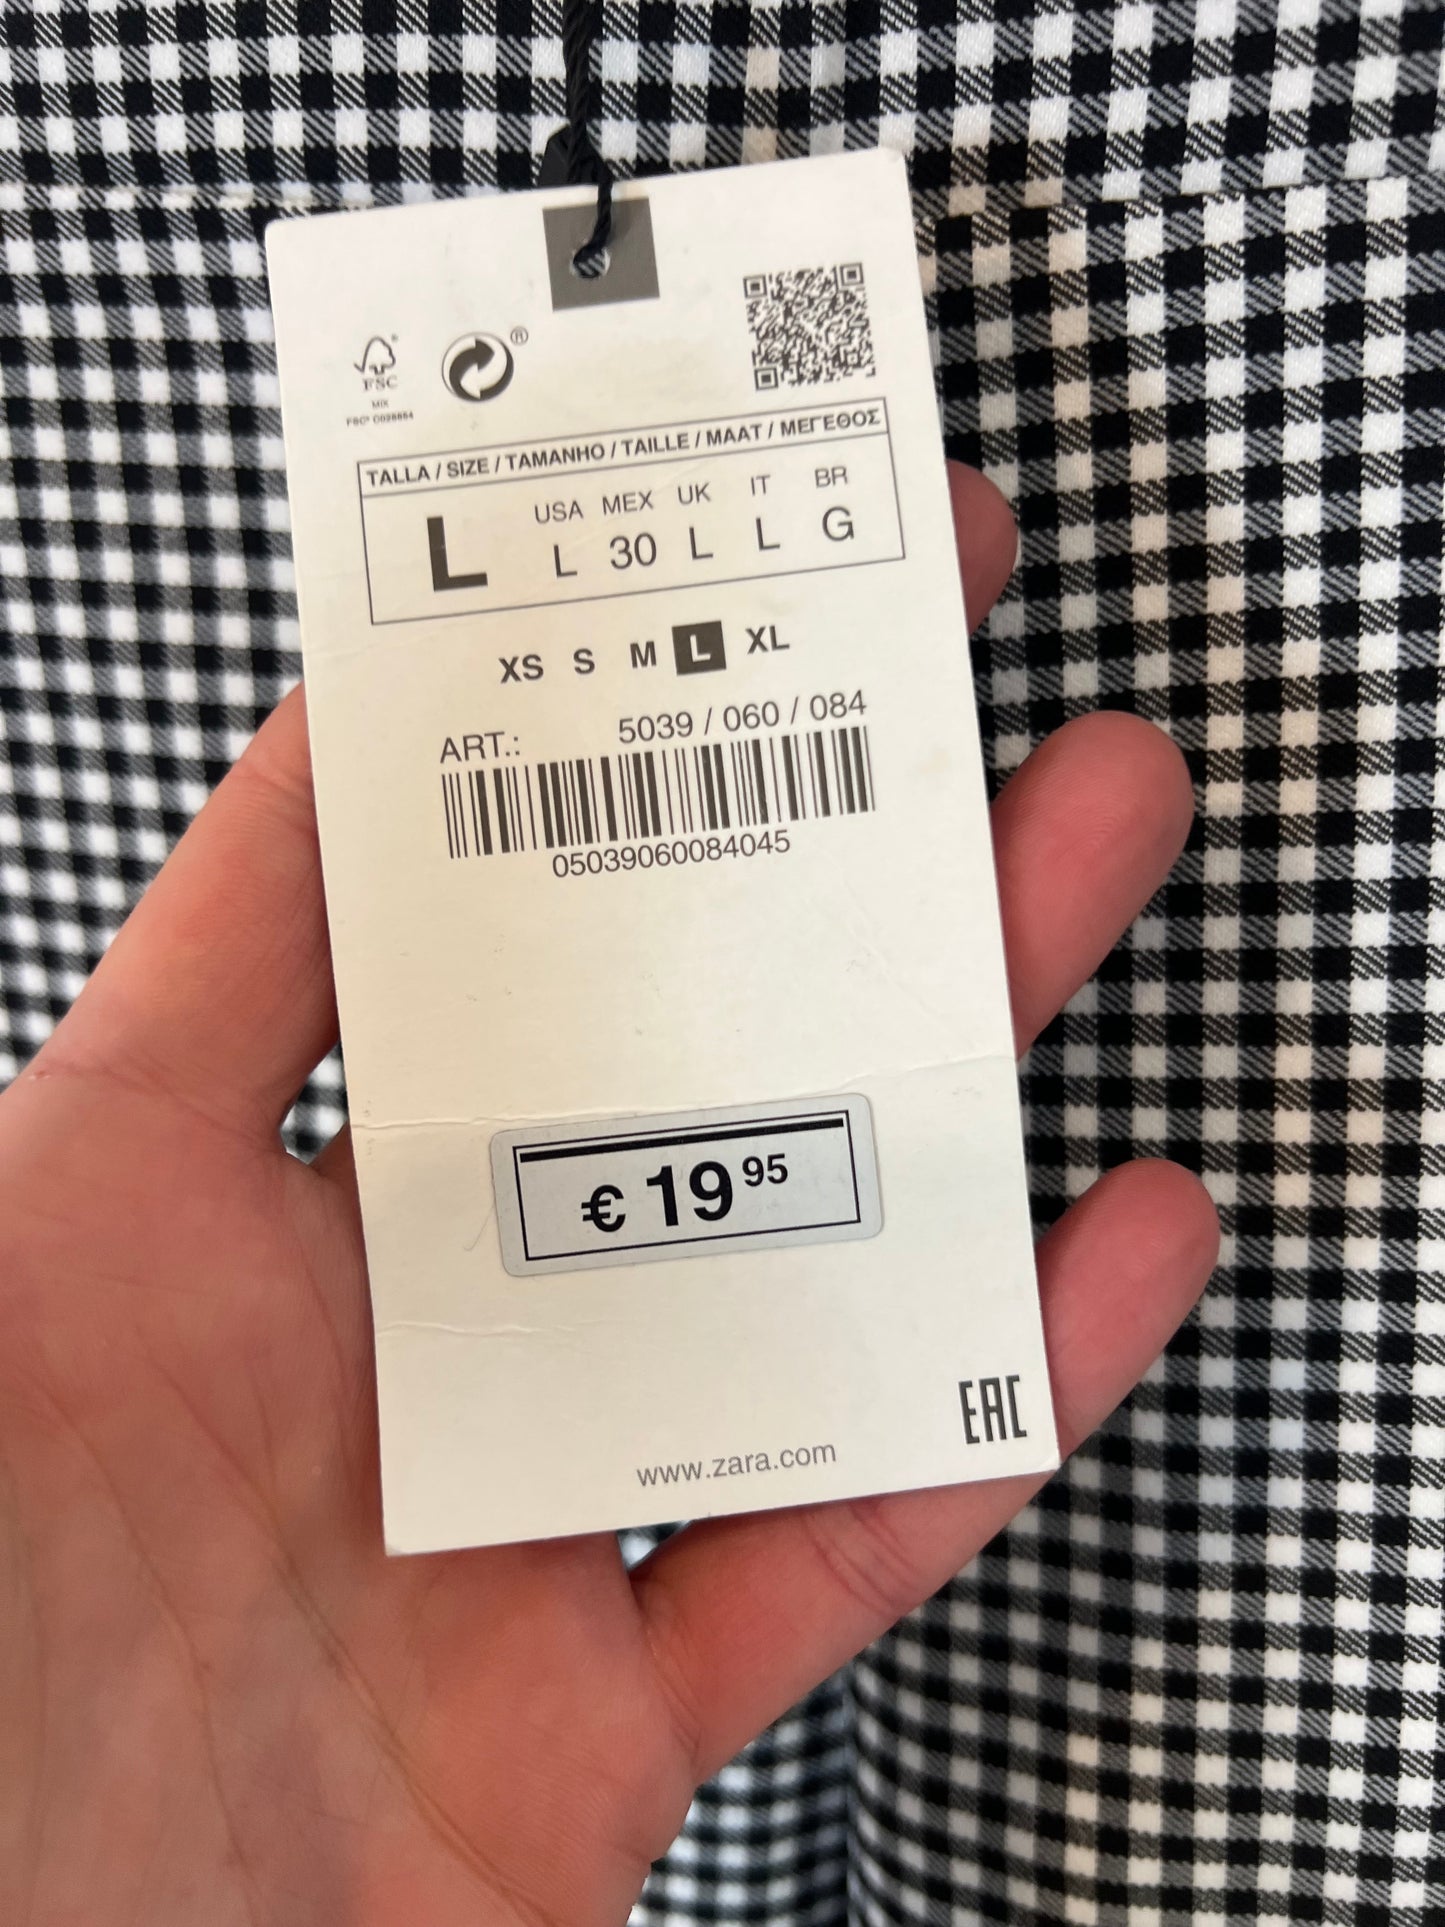 ®
FSC
MIX
FSC® C028654
TALLA / SIZE / TAMANHO / TAILLE / MAAT / ΜΕΓΕΘΟΣ
L
USA MEX UK IT BR
L 30 L L G
XS S M L XL
ART.: 5039 / 060 / 084
05039060084045
€ 19 95
EAC
www.zara.com